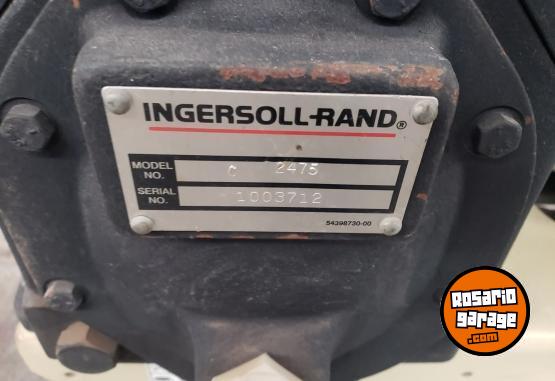 INGERSOLL-RAND®
MODEL NO. C 2475
SERIAL NO. 1003712
54398730-00
Rosario
garage
.com